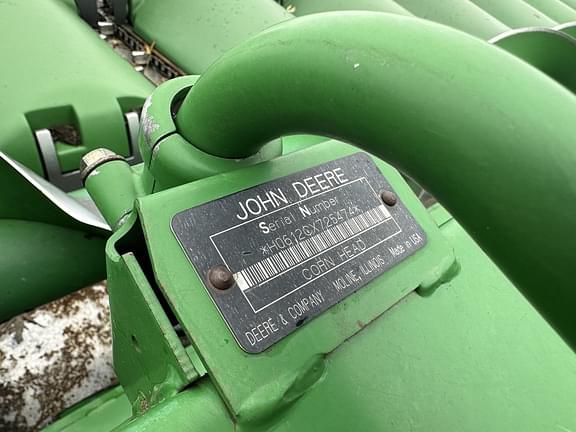 JOHN DEERE
Serial Number
*H0612CX725474*
CORN HEAD
DEERE & COMPANY MOLINE, ILLINOIS Made in USA